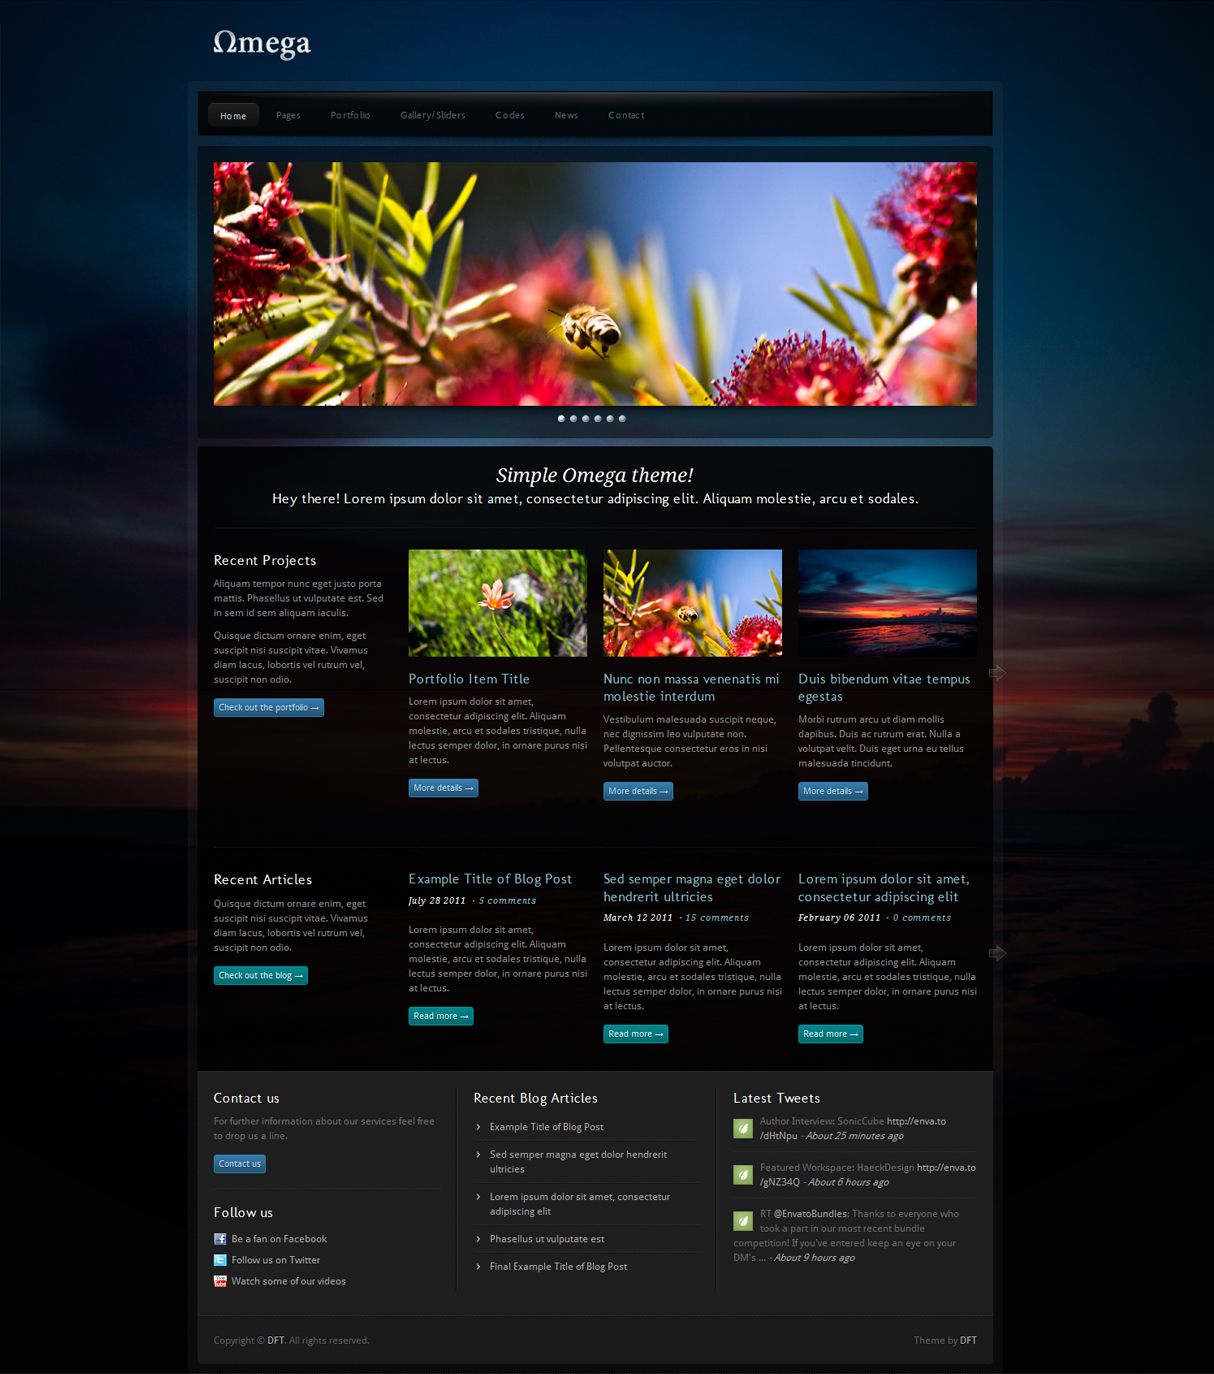 Ωmega
Home Pages Portfolio Gallery/Sliders Codes News Contact
Simple Omega theme!
Hey there! Lorem ipsum dolor sit amet, consectetur adipiscing elit. Aliquam molestie, arcu et sodales.
Recent Projects
Aliquam tempor nunc eget justo porta
mattis. Phasellus ut vulputate est. Sed
in sem id sem aliquam iaculis.
Quisque dictum ornare enim, eget
suscipit nisi suscipit vitae. Vivamus
diam lacus, lobortis vel rutrum vel,
suscipit non odio.
Check out the portfolio →
Portfolio Item Title
Lorem ipsum dolor sit amet,
consectetur adipiscing elit. Aliquam
molestie, arcu et sodales tristique, nulla
lectus semper dolor, in ornare purus nisi
at lectus.
More details →
Nunc non massa venenatis mi
molestie interdum
Vestibulum malesuada suscipit neque,
nec dignissim leo vulputate non.
Pellentesque consectetur eros in nisi
volutpat auctor.
More details →
Duis bibendum vitae tempus
egestas
Morbi rutrum arcu ut diam mollis
dapibus. Duis ac rutrum erat. Nulla a
volutpat velit. Duis eget urna eu tellus
malesuada tincidunt.
More details →
Recent Articles
Quisque dictum ornare enim, eget
suscipit nisi suscipit vitae. Vivamus
diam lacus, lobortis vel rutrum vel,
suscipit non odio.
Check out the blog →
Example Title of Blog Post
July 28 2011 · 5 comments
Lorem ipsum dolor sit amet,
consectetur adipiscing elit. Aliquam
molestie, arcu et sodales tristique, nulla
lectus semper dolor, in ornare purus nisi
at lectus.
Read more →
Sed semper magna eget dolor
hendrerit ultricies
March 12 2011 · 15 comments
Lorem ipsum dolor sit amet,
consectetur adipiscing elit. Aliquam
molestie, arcu et sodales tristique, nulla
lectus semper dolor, in ornare purus nisi
at lectus.
Read more →
Lorem ipsum dolor sit amet,
consectetur adipiscing elit
February 06 2011 · 0 comments
Lorem ipsum dolor sit amet,
consectetur adipiscing elit. Aliquam
molestie, arcu et sodales tristique, nulla
lectus semper dolor, in ornare purus nisi
at lectus.
Read more →
Contact us
For further information about our services feel free
to drop us a line.
Contact us
Follow us
Be a fan on Facebook
Follow us on Twitter
Watch some of our videos
Recent Blog Articles
Example Title of Blog Post
Sed semper magna eget dolor hendrerit
ultricies
Lorem ipsum dolor sit amet, consectetur
adipiscing elit
Phasellus ut vulputate est
Final Example Title of Blog Post
Latest Tweets
Author Interview: SonicCube http://enva.to
/dHtNpu - About 25 minutes ago
Featured Workspace: HaeckDesign http://enva.to
/gNZ34Q - About 6 hours ago
RT @EnvatoBundles: Thanks to everyone who
took a part in our most recent bundle
competition! If you've entered keep an eye on your
DM's ... - About 9 hours ago
Copyright © DFT. All rights reserved.
Theme by DFT